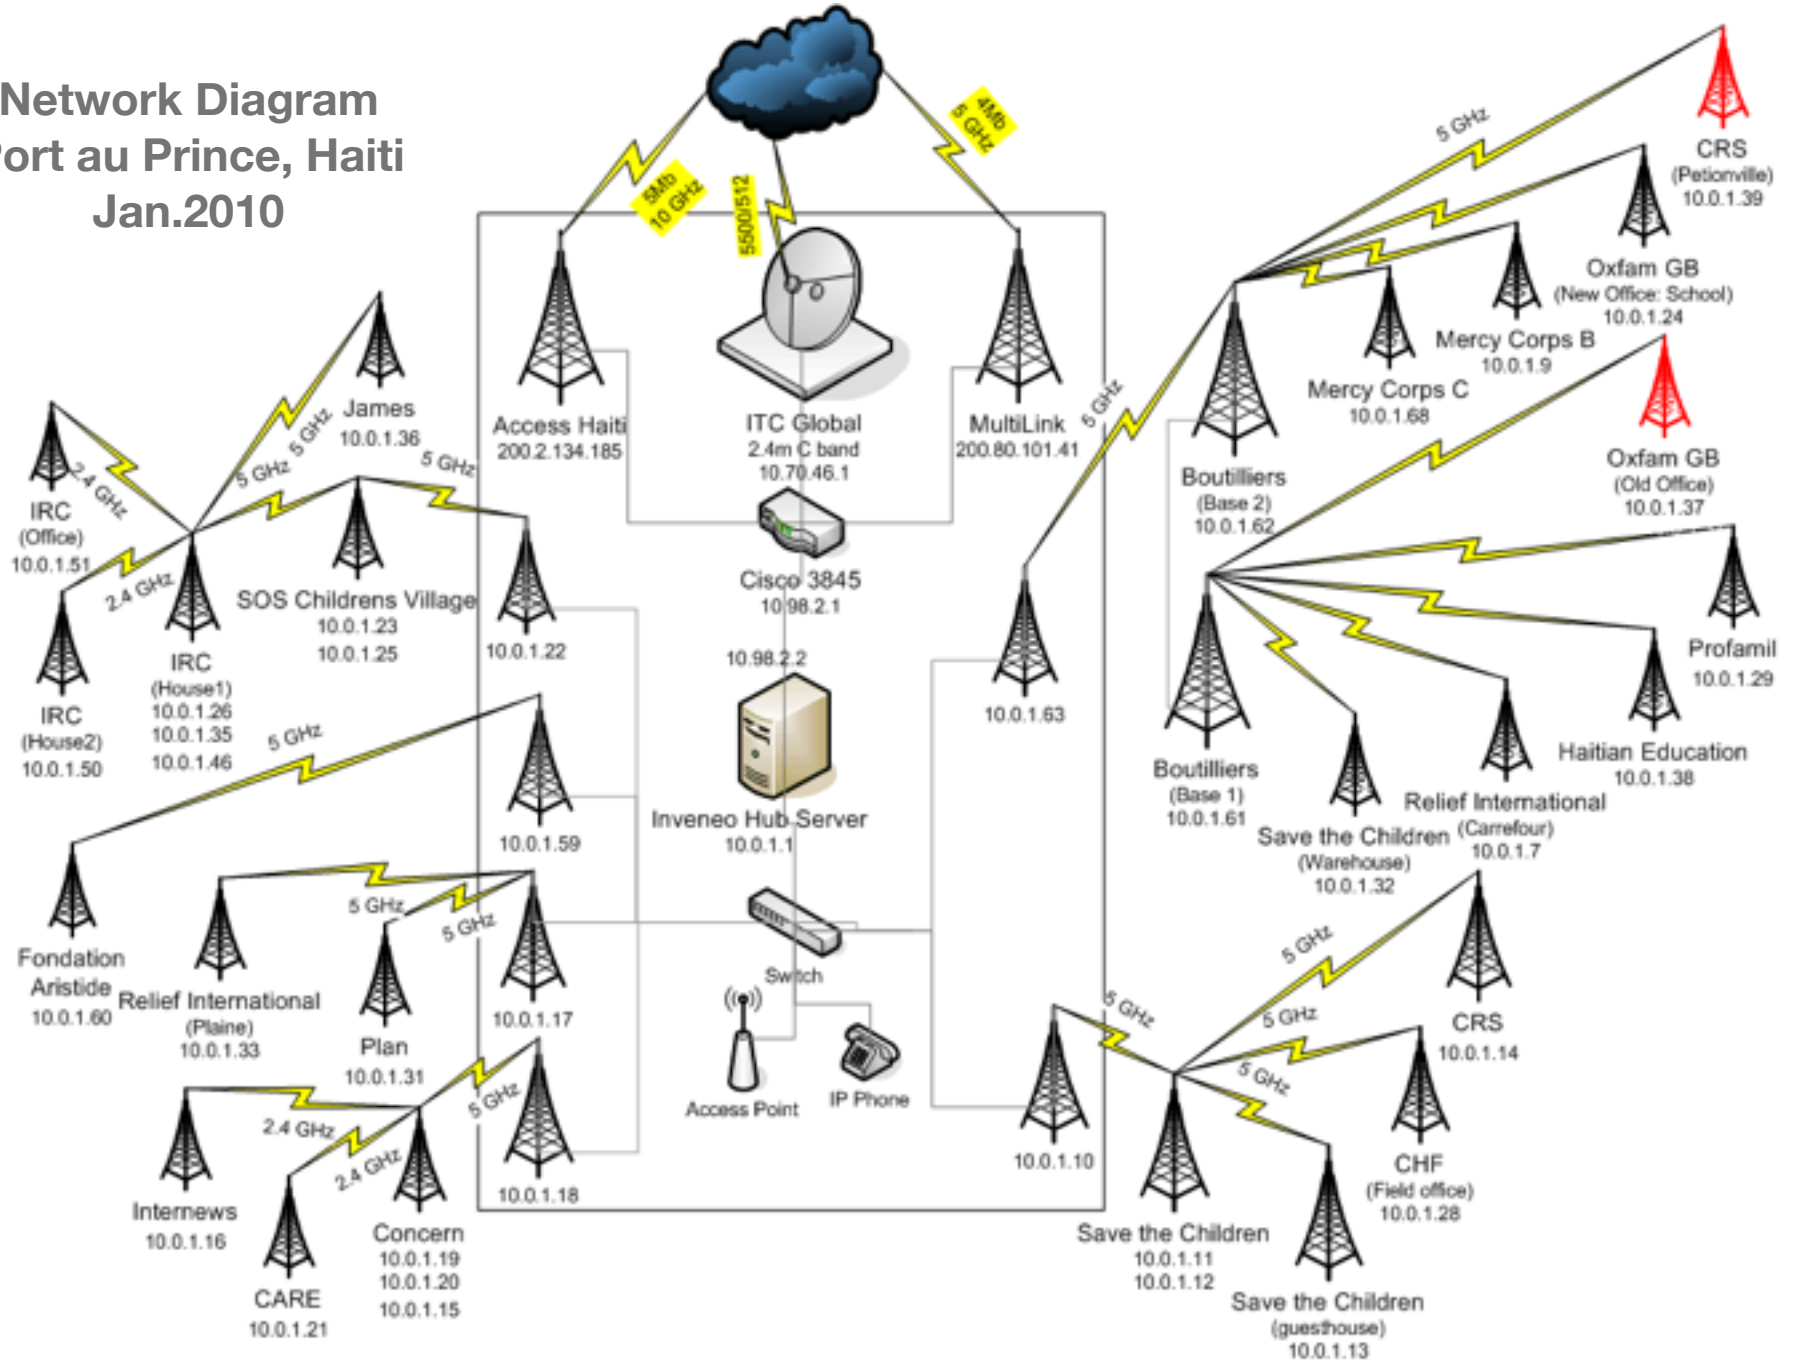 Network Diagram
Port au Prince, Haiti
Jan.2010
5Mb
10 GHz
5500/512
4Mb
5 GHz
Access Haiti
200.2.134.185
ITC Global
2.4m C band
10.70.46.1
MultiLink
200.80.101.41
Cisco 3845
10.98.2.1
10.98.2.2
Inveneo Hub Server
10.0.1.1
Switch
Access Point
IP Phone
James
10.0.1.36
5 GHz
5 GHz
5 GHz
2.4 GHz
2.4 GHz
IRC
(Office)
10.0.1.51
IRC
(House2)
10.0.1.50
IRC
(House1)
10.0.1.26
10.0.1.35
10.0.1.46
SOS Childrens Village
10.0.1.23
10.0.1.25
10.0.1.22
5 GHz
10.0.1.59
Fondation
Aristide
10.0.1.60
5 GHz
5 GHz
Relief International
(Plaine)
10.0.1.33
Plan
10.0.1.31
10.0.1.17
5 GHz
2.4 GHz
2.4 GHz
Internews
10.0.1.16
CARE
10.0.1.21
Concern
10.0.1.19
10.0.1.20
10.0.1.15
10.0.1.18
5 GHz
CRS
(Petionville)
10.0.1.39
Oxfam GB
(New Office: School)
10.0.1.24
Mercy Corps B
10.0.1.9
Mercy Corps C
10.0.1.68
5 GHz
Boutilliers
(Base 2)
10.0.1.62
10.0.1.63
Oxfam GB
(Old Office)
10.0.1.37
Profamil
10.0.1.29
Haitian Education
10.0.1.38
Relief International
(Carrefour)
10.0.1.7
Save the Children
(Warehouse)
10.0.1.32
Boutilliers
(Base 1)
10.0.1.61
5 GHz
5 GHz
5 GHz
5 GHz
10.0.1.10
CRS
10.0.1.14
CHF
(Field office)
10.0.1.28
Save the Children
10.0.1.11
10.0.1.12
Save the Children
(guesthouse)
10.0.1.13